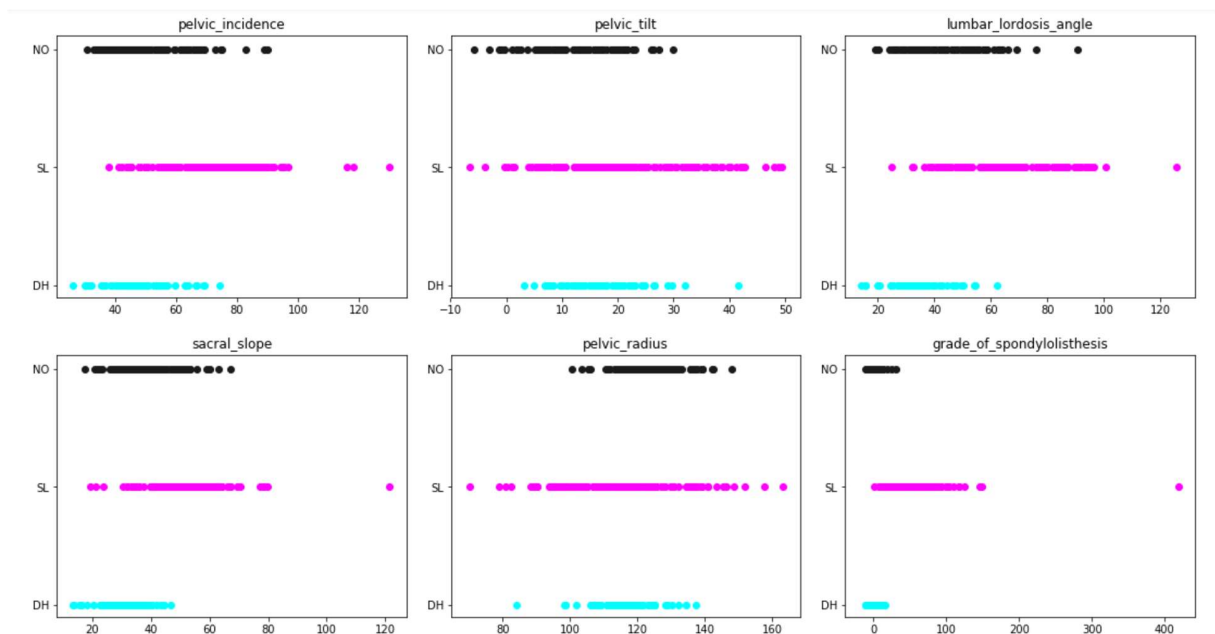 pelvic_incidence
NO
SL
DH
40 60 80 100 120
pelvic_tilt
NO
SL
DH
−10 0 10 20 30 40 50
lumbar_lordosis_angle
NO
SL
DH
20 40 60 80 100 120
sacral_slope
NO
SL
DH
20 40 60 80 100 120
pelvic_radius
NO
SL
DH
80 100 120 140 160
grade_of_spondylolisthesis
NO
SL
DH
0 100 200 300 400